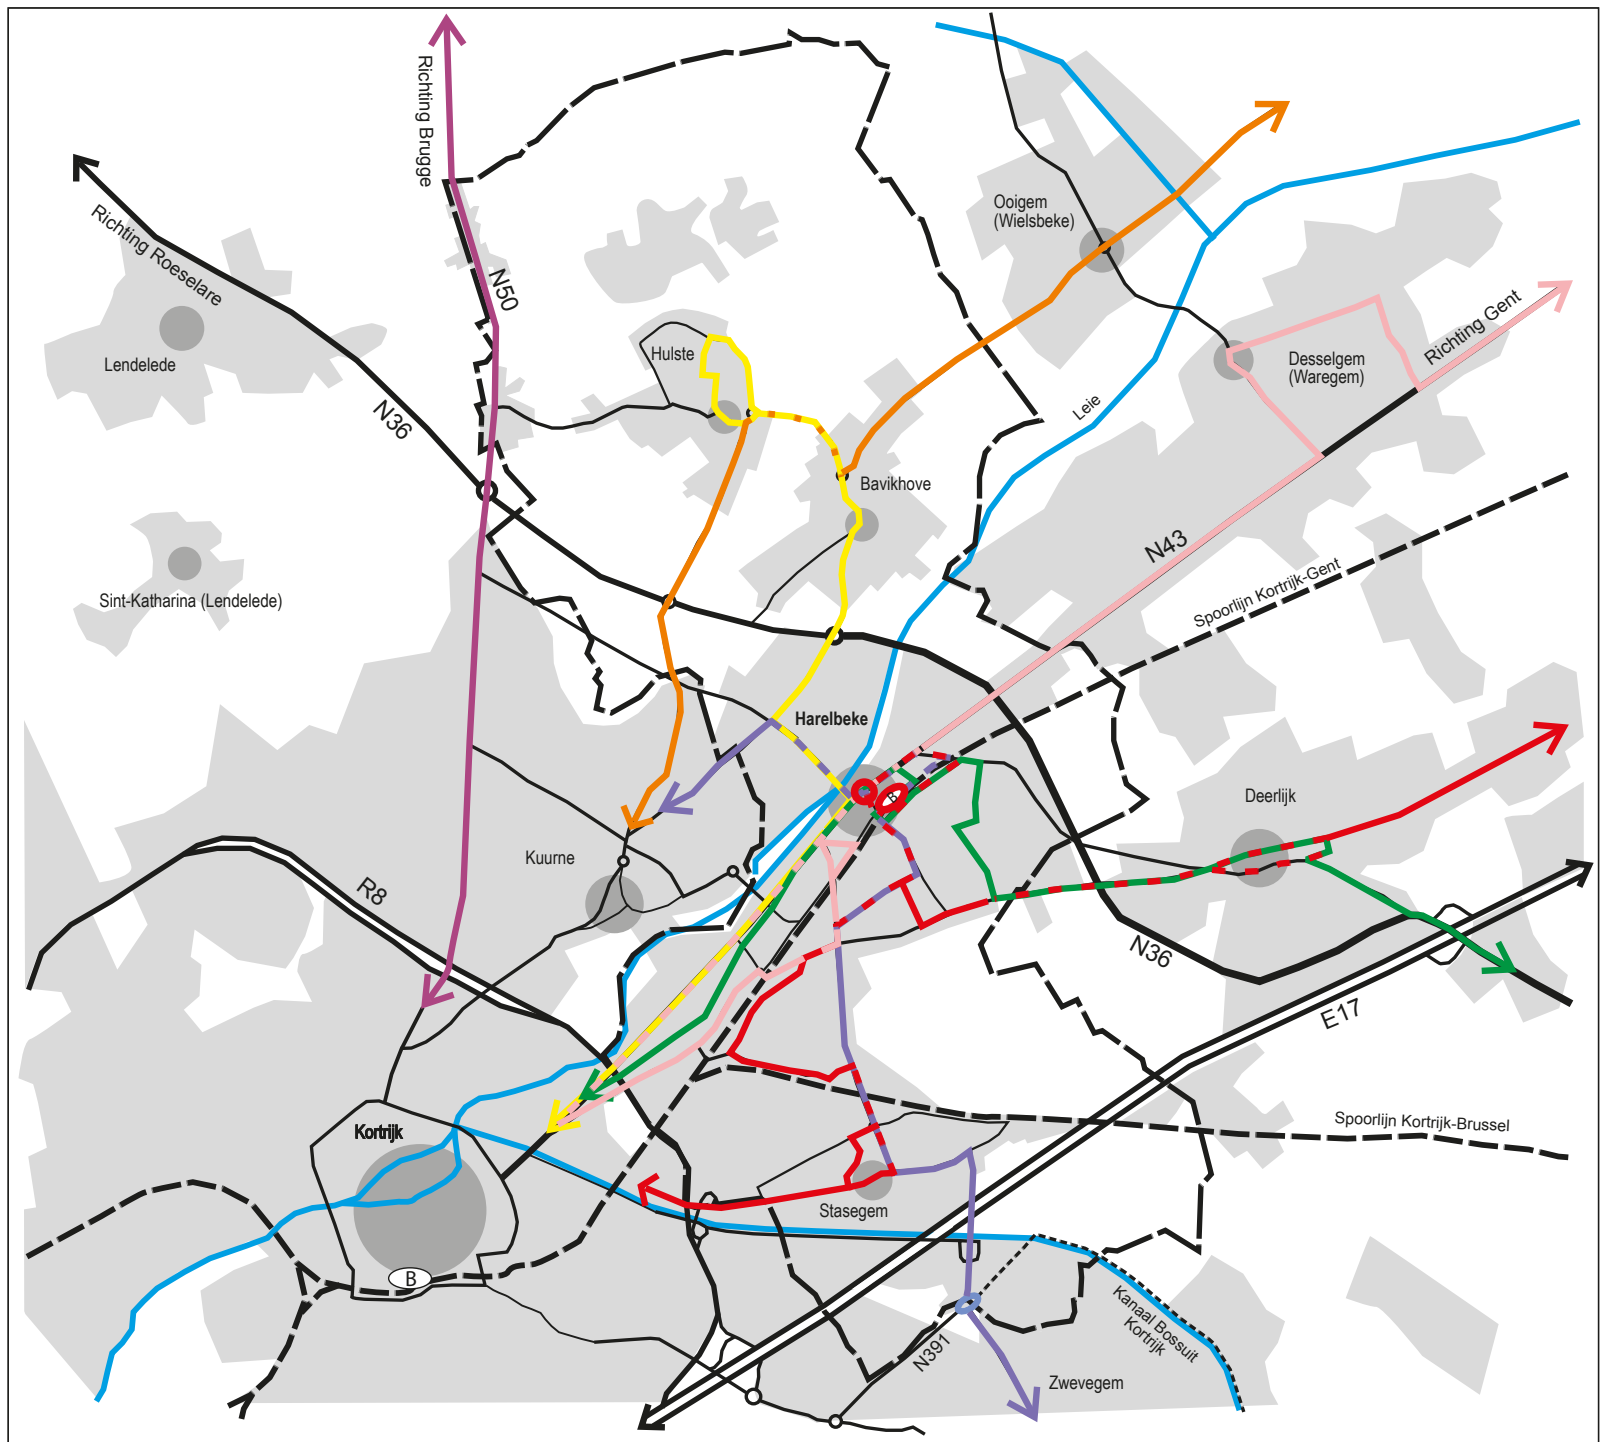 Richting Brugge
Richting Roeselare
Ooigem
(Wielsbeke)
N50
Lendelede
Hulste
Richting Gent
Desselgem
(Waregem)
N36
Leie
Bavikhove
N43
Sint-Katharina (Lendelede)
Spoorlijn Kortrijk-Gent
Harelbeke
B
Deerlijk
Kuurne
R8
N36
E17
Kortrijk
Spoorlijn Kortrijk-Brussel
Stasegem
B
Kanaal Bossuit
Kortrijk
N391
Zwevegem